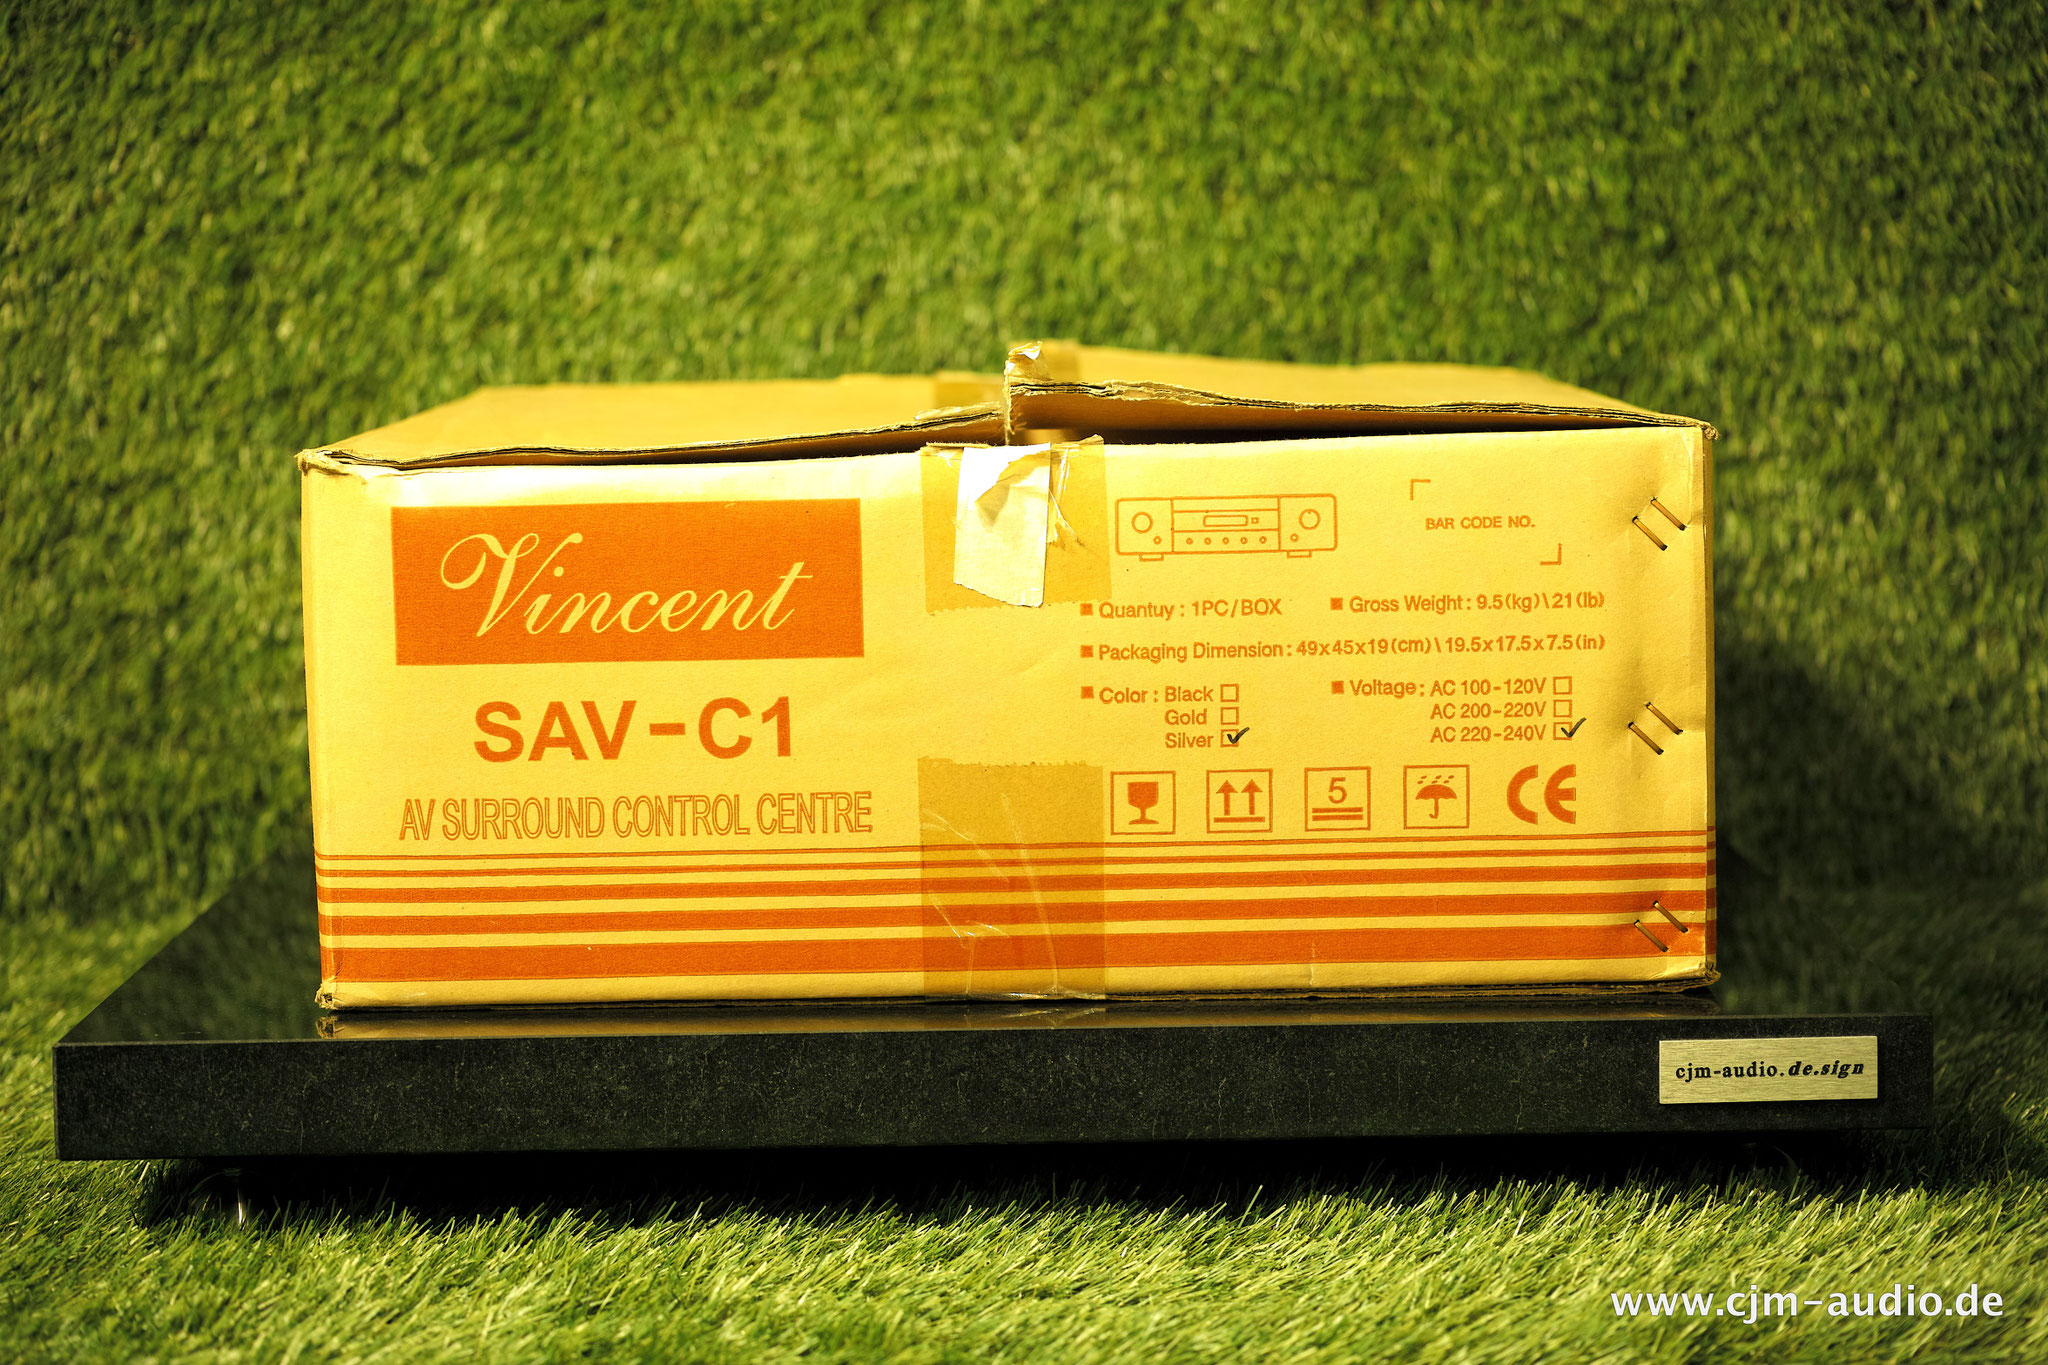 Vincent
SAV-C1
AV SURROUND CONTROL CENTRE
BAR CODE NO.
Quantuy : 1PC/BOX
Gross Weight : 9.5(kg)\21(lb)
Packaging Dimension : 49x45x19(cm)\19.5x17.5x7.5(in)
Color : Black
Gold
Silver
Voltage : AC 100-120V
AC 200-220V
AC 220-240V
5
CE
cjm-audio.de.sign
www.cjm-audio.de